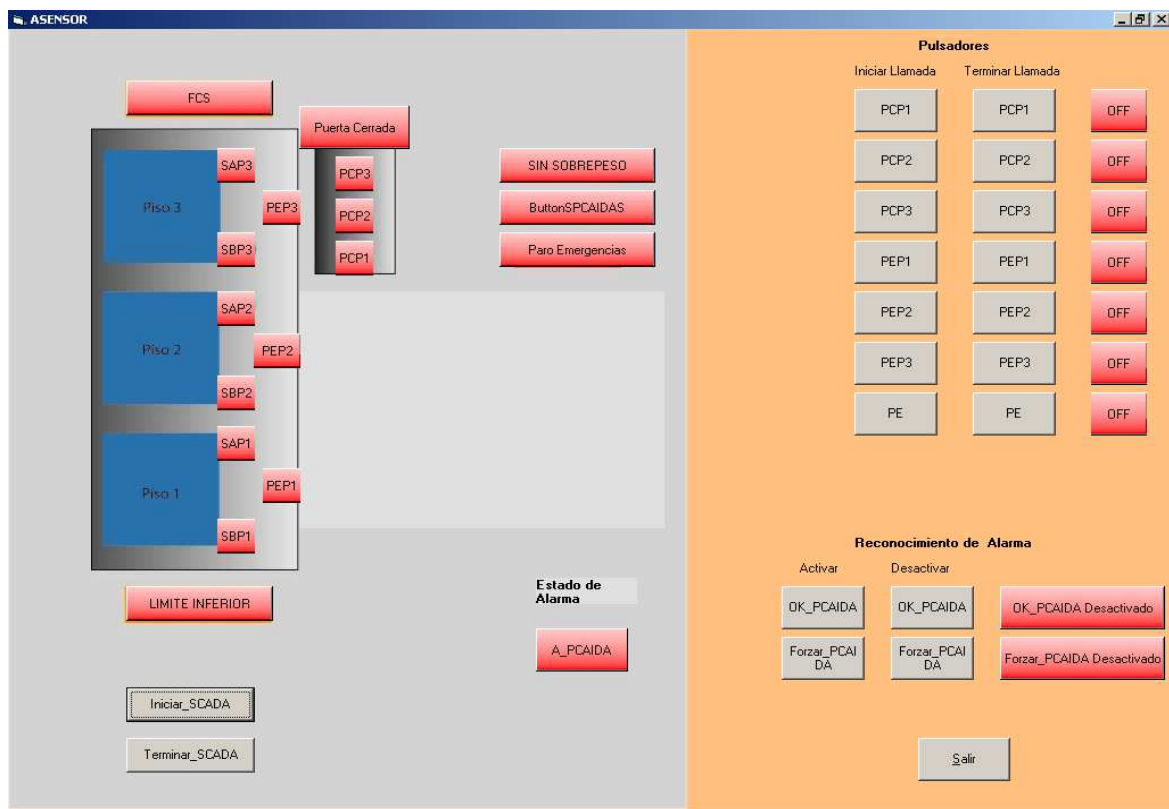 ASENSOR
FCS
Puerta Cerrada
SAP3
Piso 3
PEP3
SBP3
PCP3
PCP2
PCP1
SIN SOBREPESO
ButtonSPCAIDAS
Paro Emergencias
SAP2
Piso 2
PEP2
SBP2
SAP1
Piso 1
PEP1
SBP1
LIMITE INFERIOR
Estado de
Alarma
A_PCAIDA
Iniciar_SCADA
Terminar_SCADA
Pulsadores
Iniciar Llamada Terminar Llamada
PCP1 PCP1 OFF
PCP2 PCP2 OFF
PCP3 PCP3 OFF
PEP1 PEP1 OFF
PEP2 PEP2 OFF
PEP3 PEP3 OFF
PE PE OFF
Reconocimiento de Alarma
Activar Desactivar
OK_PCAIDA OK_PCAIDA OK_PCAIDA Desactivado
Forzar_PCAI
DA
Forzar_PCAI
DA
Forzar_PCAIDA Desactivado
Salir